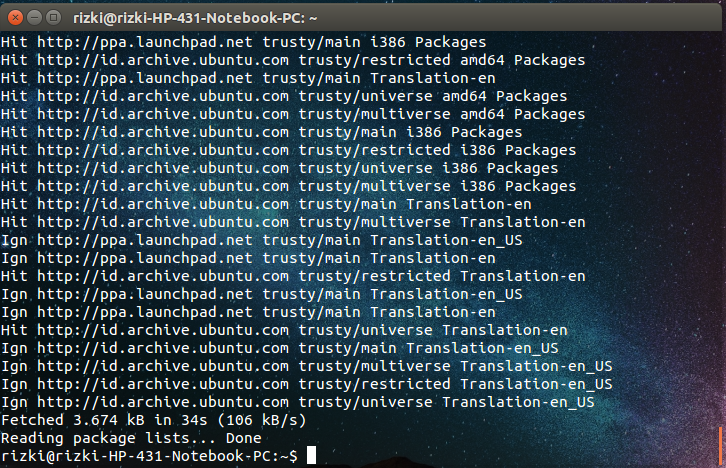 rizki@rizki-HP-431-Notebook-PC: ~
Hit http://ppa.launchpad.net trusty/main i386 Packages
Hit http://id.archive.ubuntu.com trusty/restricted amd64 Packages
Hit http://ppa.launchpad.net trusty/main Translation-en
Hit http://id.archive.ubuntu.com trusty/universe amd64 Packages
Hit http://id.archive.ubuntu.com trusty/multiverse amd64 Packages
Hit http://id.archive.ubuntu.com trusty/main i386 Packages
Hit http://id.archive.ubuntu.com trusty/restricted i386 Packages
Hit http://id.archive.ubuntu.com trusty/universe i386 Packages
Hit http://id.archive.ubuntu.com trusty/multiverse i386 Packages
Hit http://id.archive.ubuntu.com trusty/main Translation-en
Hit http://id.archive.ubuntu.com trusty/multiverse Translation-en
Ign http://ppa.launchpad.net trusty/main Translation-en_US
Ign http://ppa.launchpad.net trusty/main Translation-en
Hit http://id.archive.ubuntu.com trusty/restricted Translation-en
Ign http://ppa.launchpad.net trusty/main Translation-en_US
Ign http://ppa.launchpad.net trusty/main Translation-en
Hit http://id.archive.ubuntu.com trusty/universe Translation-en
Ign http://id.archive.ubuntu.com trusty/main Translation-en_US
Ign http://id.archive.ubuntu.com trusty/multiverse Translation-en_US
Ign http://id.archive.ubuntu.com trusty/restricted Translation-en_US
Ign http://id.archive.ubuntu.com trusty/universe Translation-en_US
Fetched 3.674 kB in 34s (106 kB/s)
Reading package lists... Done
rizki@rizki-HP-431-Notebook-PC:~$